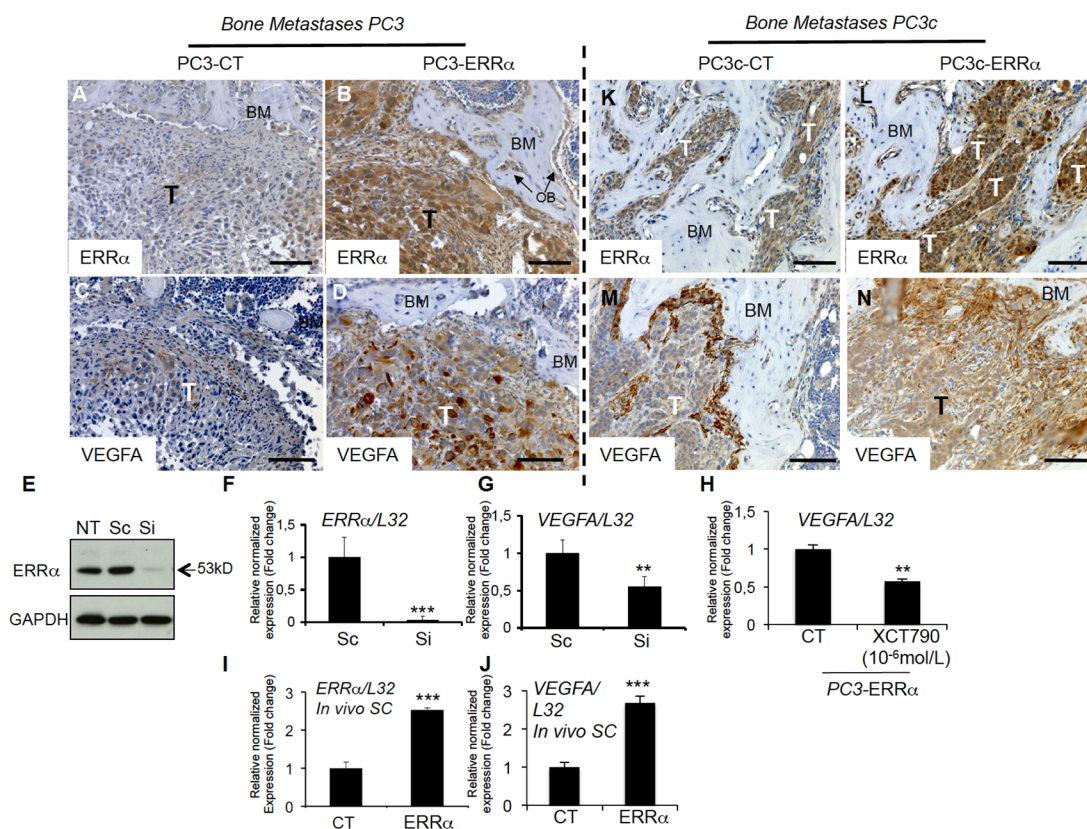 Bone Metastases PC3
Bone Metastases PC3c
PC3-CT
PC3-ERRα
PC3c-CT
PC3c-ERRα
A
BM
T
ERRα
B
BM
OB
T
ERRα
K
T
T
BM
ERRα
L
BM
T
T
T
T
ERRα
C
BM
T
VEGFA
D
BM
BM
T
VEGFA
M
BM
T
VEGFA
N
BM
T
VEGFA
E
NT Sc Si
ERRα
53kD
GAPDH
F
Relative normalized
expression (Fold change)
ERRα/L32
1,5
1
0,5
0
***
Sc
Si
G
Relative normalized
expression (Fold change)
VEGFA/L32
1,5
1
0,5
0
**
Sc
Si
H
Relative normalized
expression (Fold change)
VEGFA/L32
1,5
1
0,5
0
**
CT
XCT790
(10-6mol/L)
PC3-ERRα
I
Relative normalized
Expression (Fold change)
ERRα/L32
In vivo SC
3
2
1
0
***
CT
ERRα
J
Relative normalized
expression (Fold change)
VEGFA/
L32
In vivo SC
3
2
1
0
***
CT
ERRα